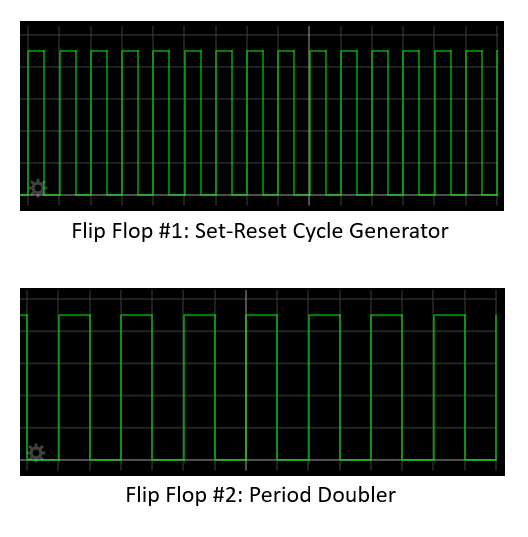 Flip Flop #1: Set-Reset Cycle Generator
Flip Flop #2: Period Doubler